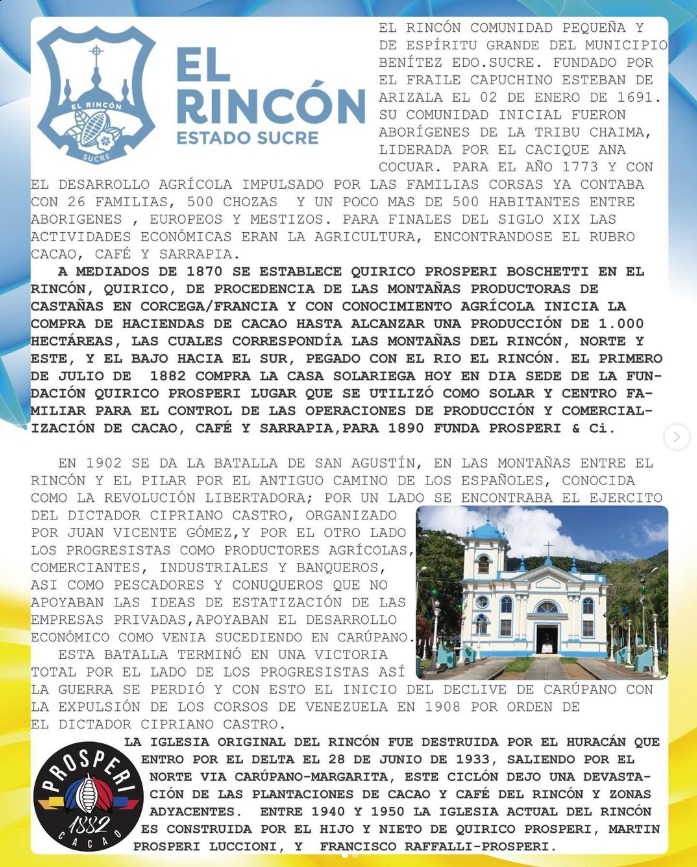 EL RINCÓN
SUCRE
EL
RINCÓN
ESTADO SUCRE
EL RINCÓN COMUNIDAD PEQUEÑA Y
DE ESPÍRITU GRANDE DEL MUNICIPIO
BENÍTEZ EDO.SUCRE. FUNDADO POR
EL FRAILE CAPUCHINO ESTEBAN DE
ARIZALA EL 02 DE ENERO DE 1691.
SU COMUNIDAD INICIAL FUERON
ABORÍGENES DE LA TRIBU CHAIMA,
LIDERADA POR EL CACIQUE ANA
COCUAR. PARA EL AÑO 1773 Y CON
EL DESARROLLO AGRÍCOLA IMPULSADO POR LAS FAMILIAS CORSAS YA CONTABA
CON 26 FAMILIAS, 500 CHOZAS Y UN POCO MAS DE 500 HABITANTES ENTRE
ABORIGENES , EUROPEOS Y MESTIZOS. PARA FINALES DEL SIGLO XIX LAS
ACTIVIDADES ECONÓMICAS ERAN LA AGRICULTURA, ENCONTRANDOSE EL RUBRO
CACAO, CAFÉ Y SARRAPIA.
A MEDIADOS DE 1870 SE ESTABLECE QUIRICO PROSPERI BOSCHETTI EN EL
RINCÓN, QUIRICO, DE PROCEDENCIA DE LAS MONTAÑAS PRODUCTORAS DE
CASTAÑAS EN CORCEGA/FRANCIA Y CON CONOCIMIENTO AGRÍCOLA INICIA LA
COMPRA DE HACIENDAS DE CACAO HASTA ALCANZAR UNA PRODUCCIÓN DE 1.000
HECTÁREAS, LAS CUALES CORRESPONDÍA LAS MONTAÑAS DEL RINCÓN, NORTE Y
ESTE, Y EL BAJO HACIA EL SUR, PEGADO CON EL RIO EL RINCÓN. EL PRIMERO
DE JULIO DE 1882 COMPRA LA CASA SOLARIEGA HOY EN DIA SEDE DE LA FUN-
DACIÓN QUIRICO PROSPERI LUGAR QUE SE UTILIZÓ COMO SOLAR Y CENTRO FA-
MILIAR PARA EL CONTROL DE LAS OPERACIONES DE PRODUCCIÓN Y COMERCIAL-
IZACIÓN DE CACAO, CAFÉ Y SARRAPIA,PARA 1890 FUNDA PROSPERI & Ci.
EN 1902 SE DA LA BATALLA DE SAN AGUSTÍN, EN LAS MONTAÑAS ENTRE EL
RINCÓN Y EL PILAR POR EL ANTIGUO CAMINO DE LOS ESPAÑOLES, CONOCIDA
COMO LA REVOLUCIÓN LIBERTADORA; POR UN LADO SE ENCONTRABA EL EJERCITO
DEL DICTADOR CIPRIANO CASTRO, ORGANIZADO
POR JUAN VICENTE GÓMEZ,Y POR EL OTRO LADO
LOS PROGRESISTAS COMO PRODUCTORES AGRÍCOLAS,
COMERCIANTES, INDUSTRIALES Y BANQUEROS,
ASI COMO PESCADORES Y CONUQUEROS QUE NO
APOYABAN LAS IDEAS DE ESTATIZACIÓN DE LAS
EMPRESAS PRIVADAS,APOYABAN EL DESARROLLO
ECONÓMICO COMO VENIA SUCEDIENDO EN CARÚPANO.
ESTA BATALLA TERMINÓ EN UNA VICTORIA
TOTAL POR EL LADO DE LOS PROGRESISTAS ASÍ
LA GUERRA SE PERDIÓ Y CON ESTO EL INICIO DEL DECLIVE DE CARÚPANO CON
LA EXPULSIÓN DE LOS CORSOS DE VENEZUELA EN 1908 POR ORDEN DE
EL DICTADOR CIPRIANO CASTRO.
LA IGLESIA ORIGINAL DEL RINCÓN FUE DESTRUIDA POR EL HURACÁN QUE
ENTRO POR EL DELTA EL 28 DE JUNIO DE 1933, SALIENDO POR EL
NORTE VIA CARÚPANO-MARGARITA, ESTE CICLÓN DEJO UNA DEVASTA-
CIÓN DE LAS PLANTACIONES DE CACAO Y CAFÉ DEL RINCÓN Y ZONAS
ADYACENTES. ENTRE 1940 Y 1950 LA IGLESIA ACTUAL DEL RINCÓN
ES CONSTRUIDA POR EL HIJO Y NIETO DE QUIRICO PROSPERI, MARTIN
PROSPERI LUCCIONI, Y FRANCISCO RAFFALLI-PROSPERI.
PROSPERI
1882
CACAO